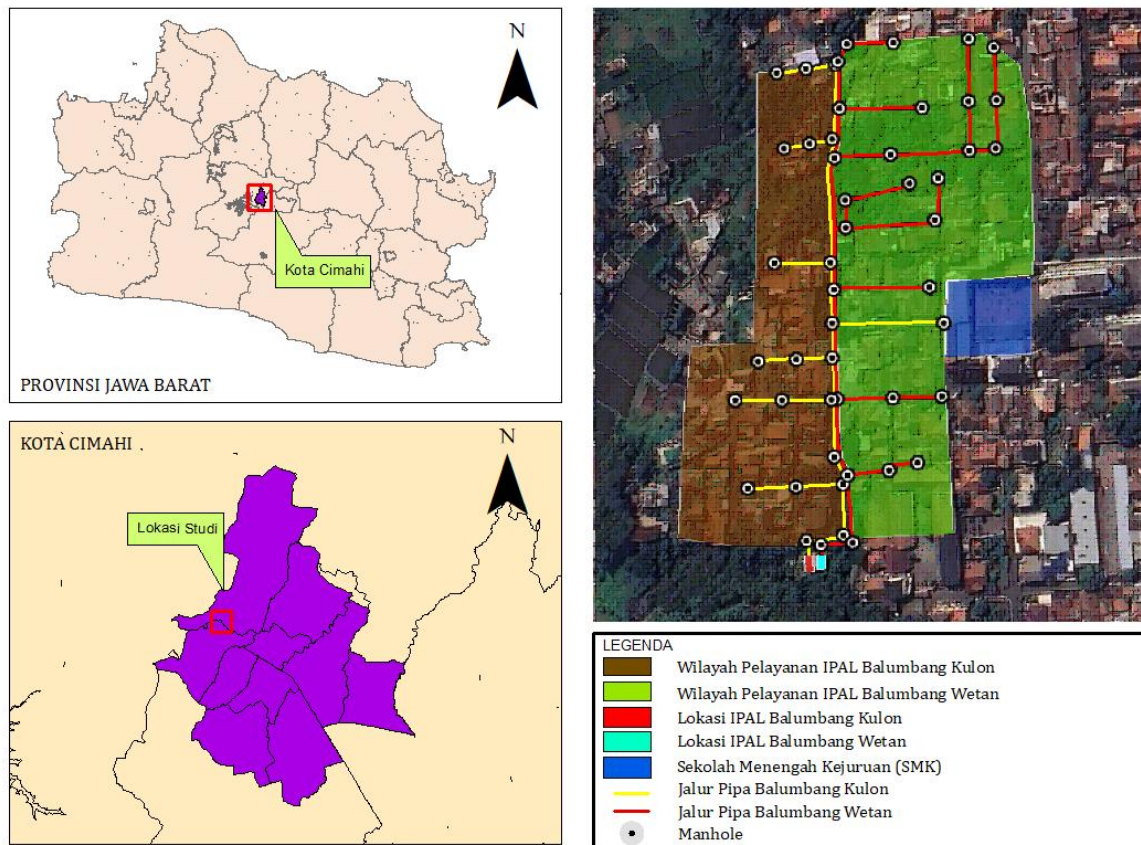 N
Kota Cimahi
PROVINSI JAWA BARAT
KOTA CIMAHI
N
Lokasi Studi
LEGENDA
Wilayah Pelayanan IPAL Balumbang Kulon
Wilayah Pelayanan IPAL Balumbang Wetan
Lokasi IPAL Balumbang Kulon
Lokasi IPAL Balumbang Wetan
Sekolah Menengah Kejuruan (SMK)
Jalur Pipa Balumbang Kulon
Jalur Pipa Balumbang Wetan
Manhole